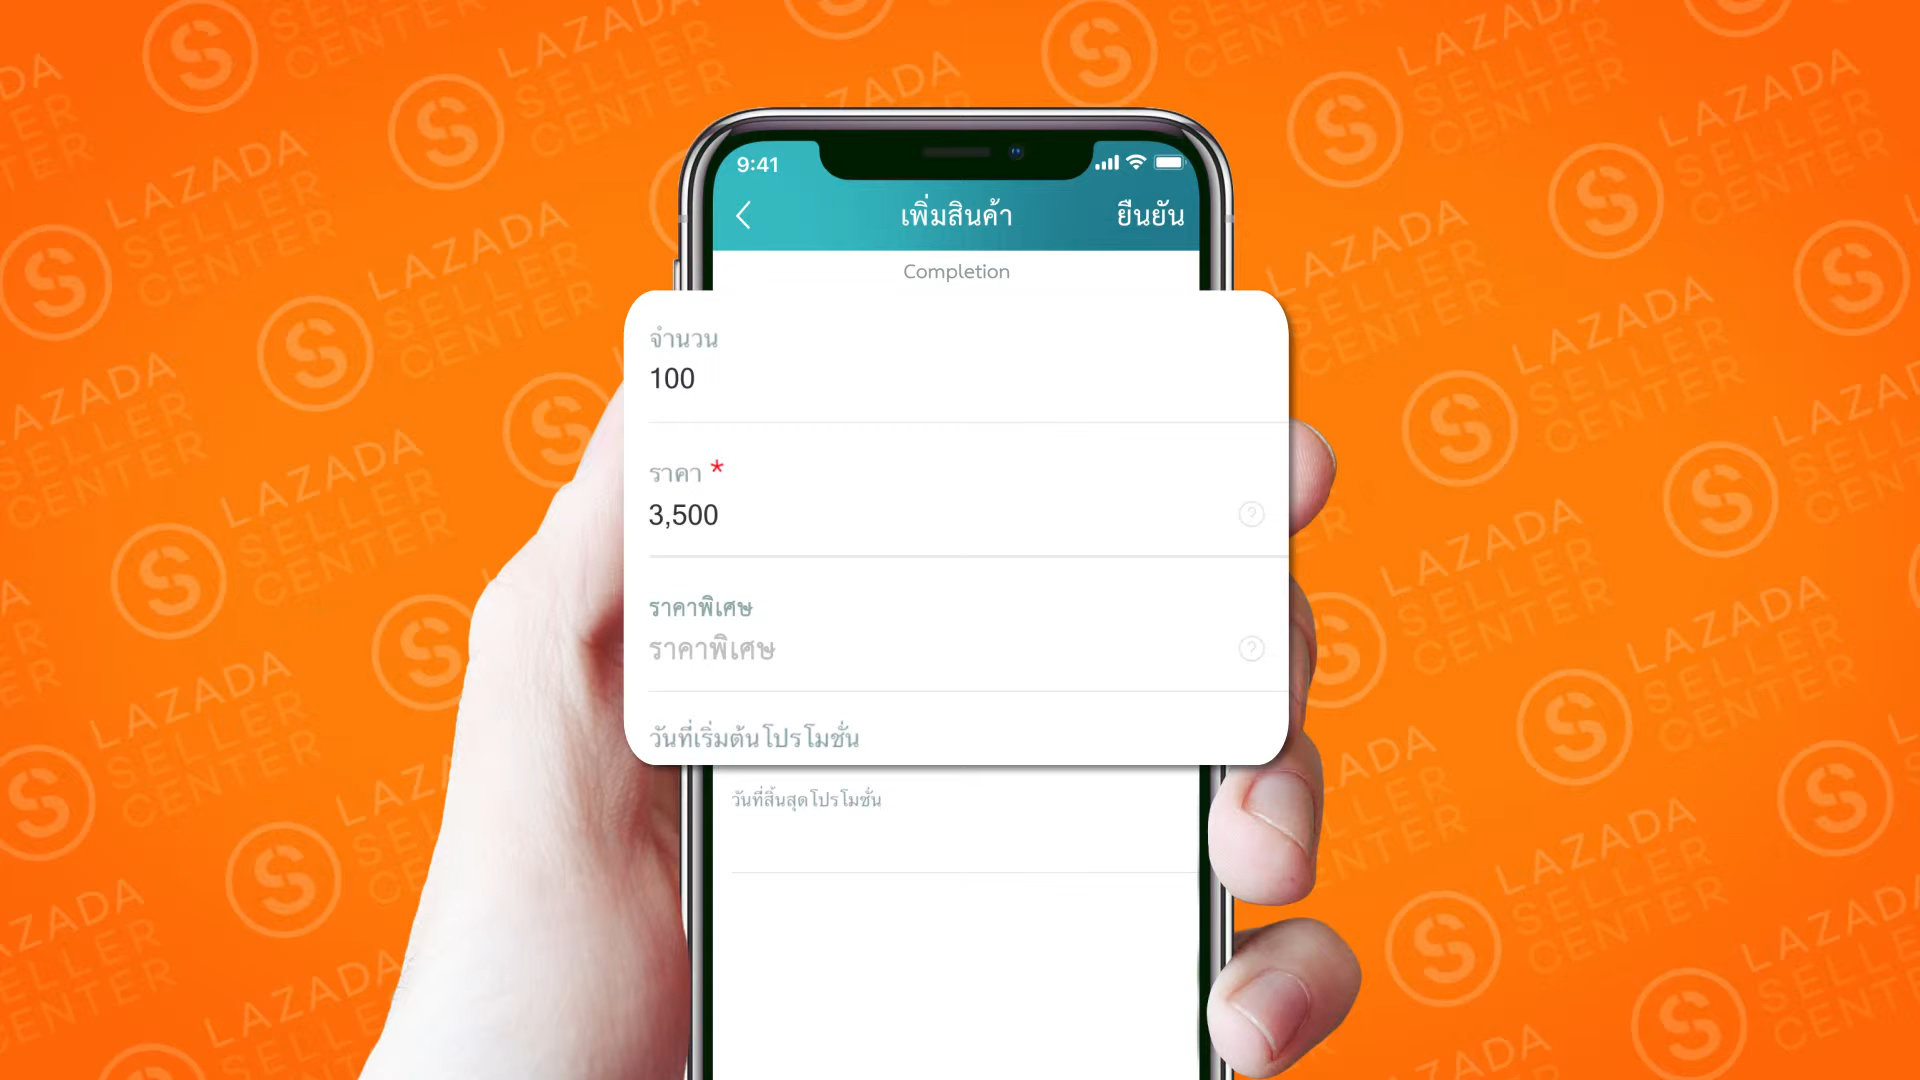 9:41
เพิ่มสินค้า
ยืนยัน
Completion
จำนวน
100
ราคา *
3,500
ราคาพิเศษ
ราคาพิเศษ
วันที่เริ่มต้นโปรโมชั่น
วันที่สิ้นสุดโปรโมชั่น
LAZADA
SELLER
CENTER